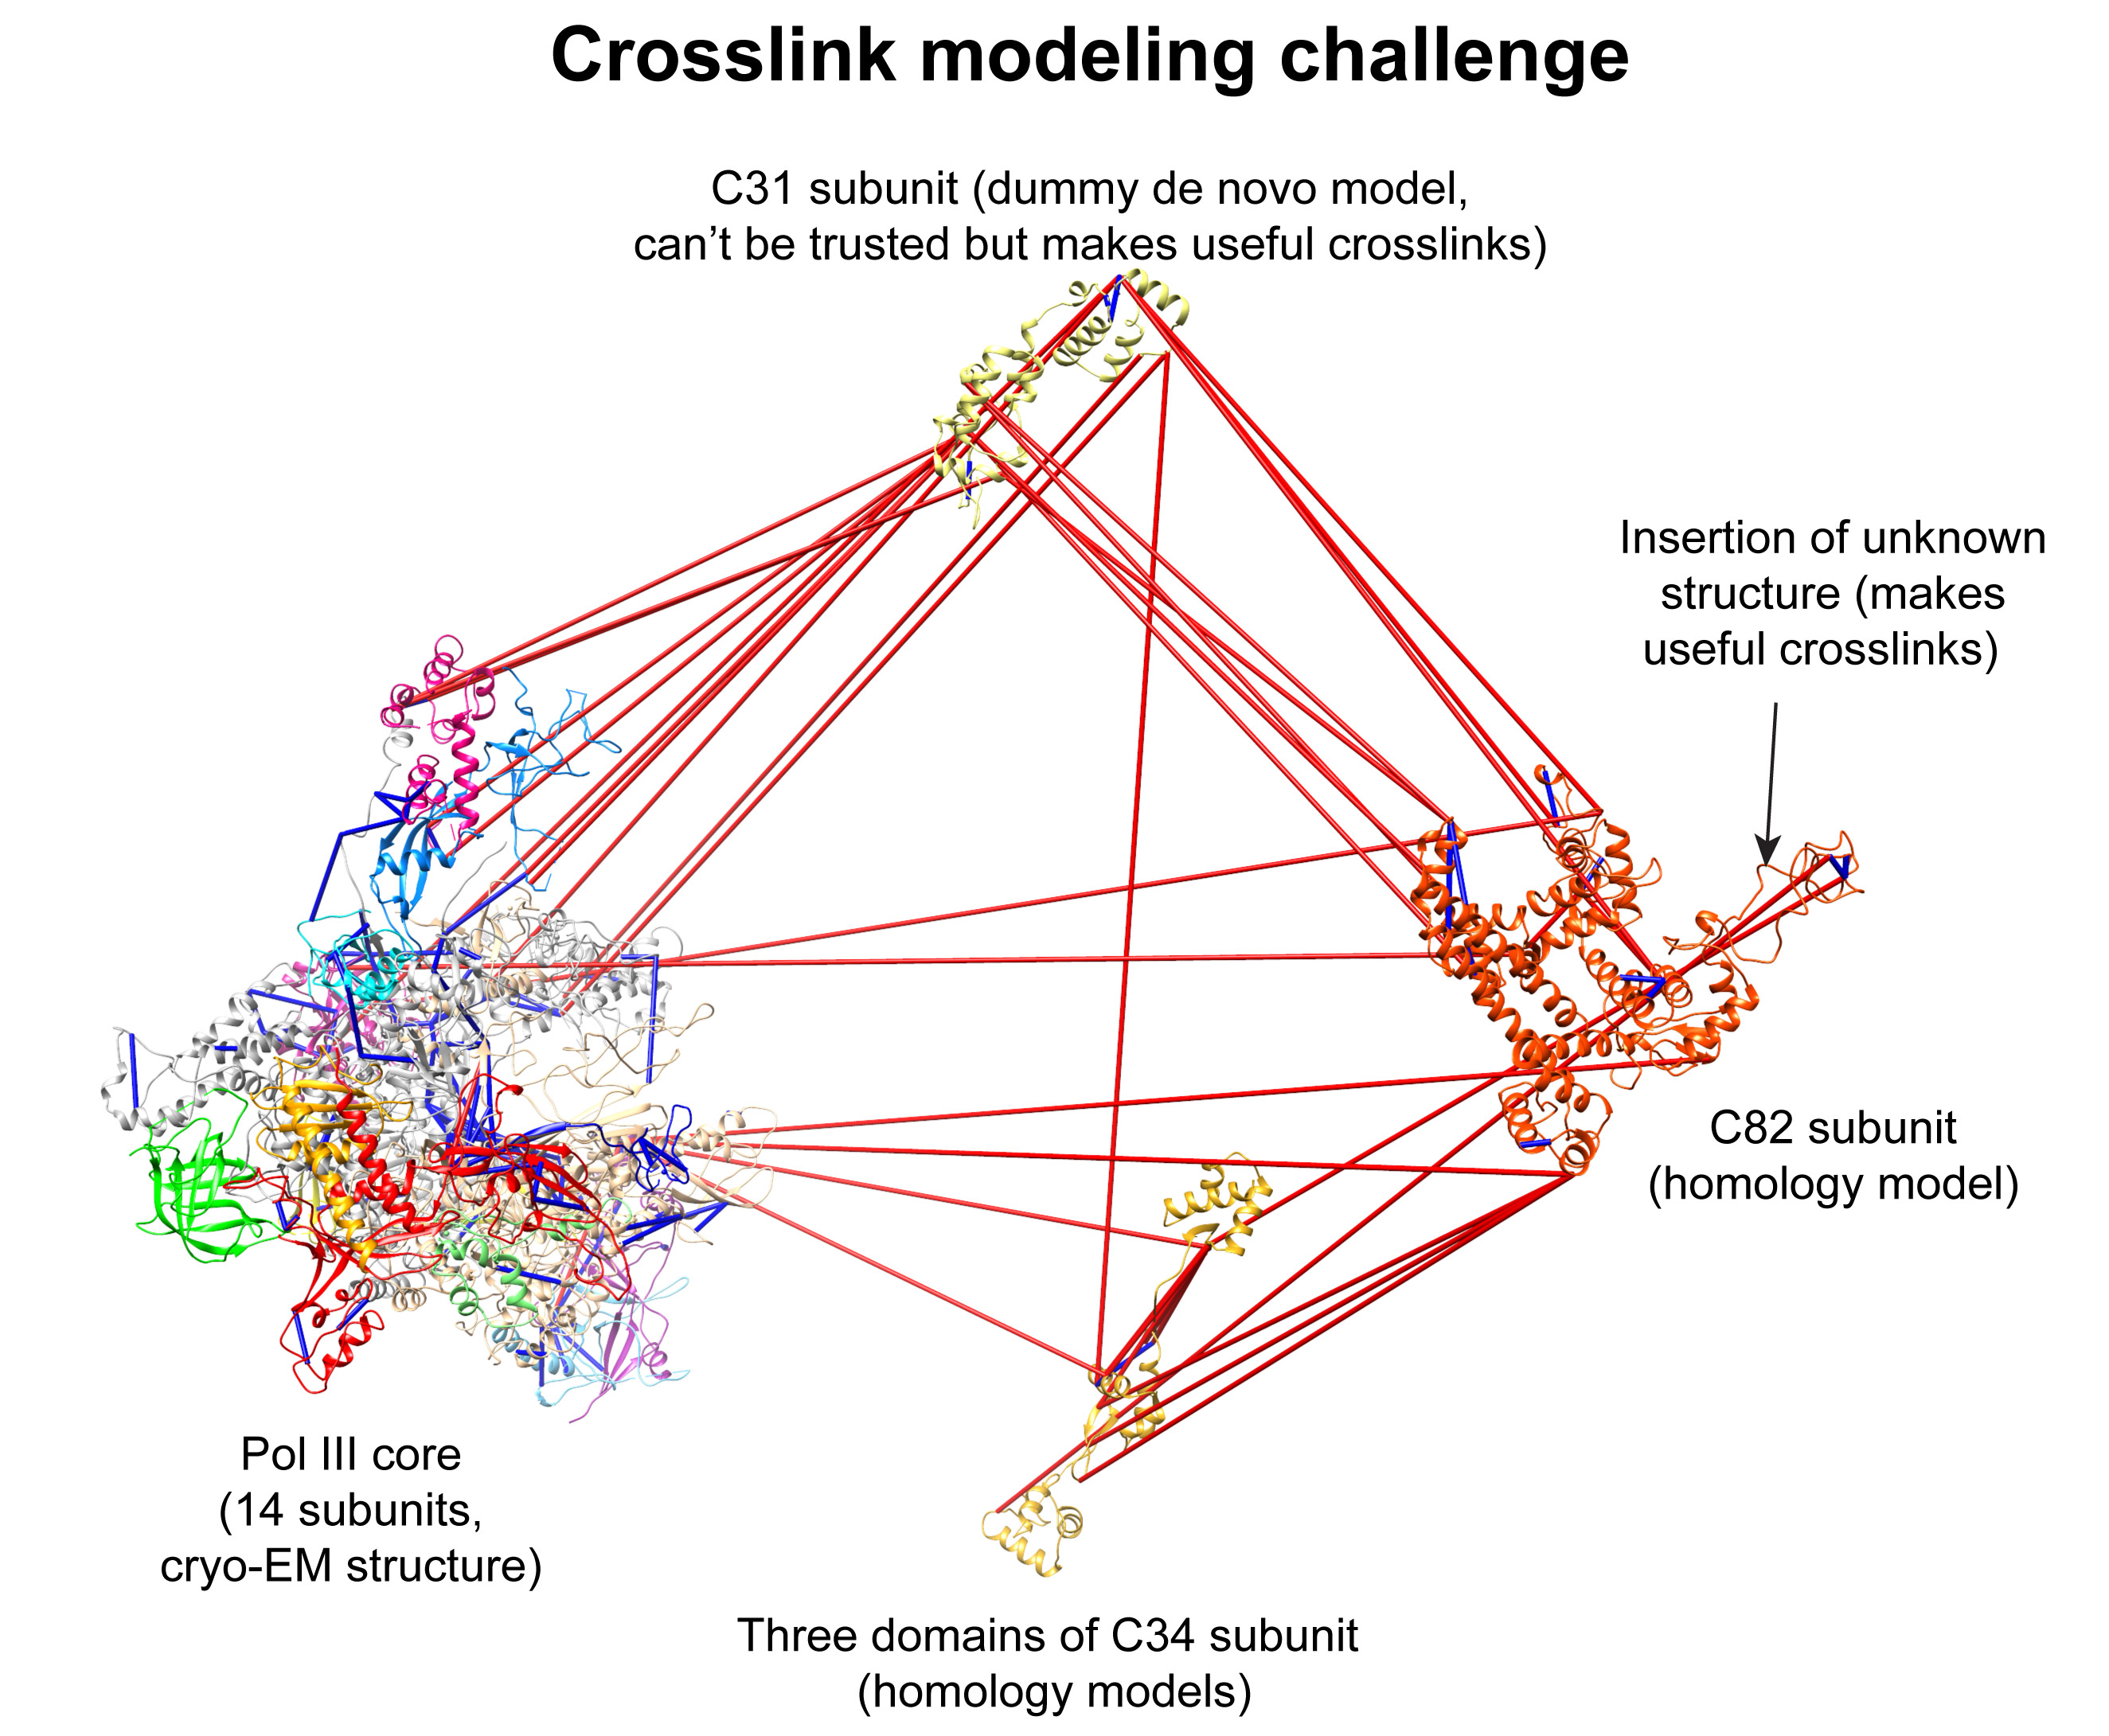 Crosslink modeling challenge
C31 subunit (dummy de novo model,
can’t be trusted but makes useful crosslinks)
Insertion of unknown
structure (makes
useful crosslinks)
C82 subunit
(homology model)
Pol III core
(14 subunits,
cryo-EM structure)
Three domains of C34 subunit
(homology models)